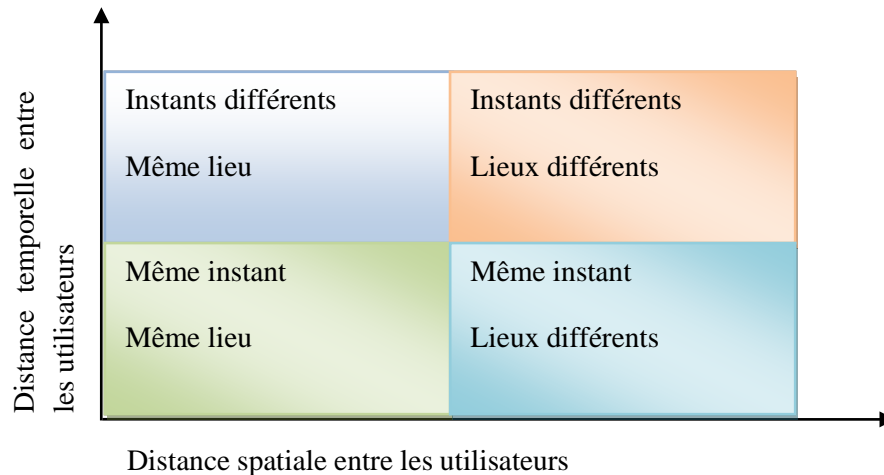 Distance temporelle entre
les utilisateurs
Instants différents
Même lieu
Instants différents
Lieux différents
Même instant
Même lieu
Même instant
Lieux différents
Distance spatiale entre les utilisateurs